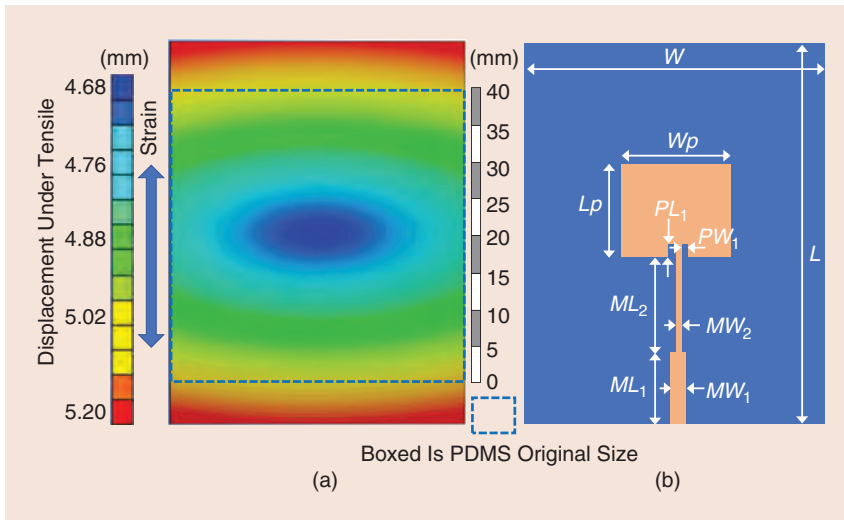 (mm)
4.68
4.76
4.88
5.02
5.20
Displacement Under Tensile
Strain
(mm)
40
35
30
25
20
15
10
5
0
Boxed Is PDMS Original Size
(a)
W
Wp
Lp
PL1
PW1
L
ML2
MW2
ML1
MW1
(b)